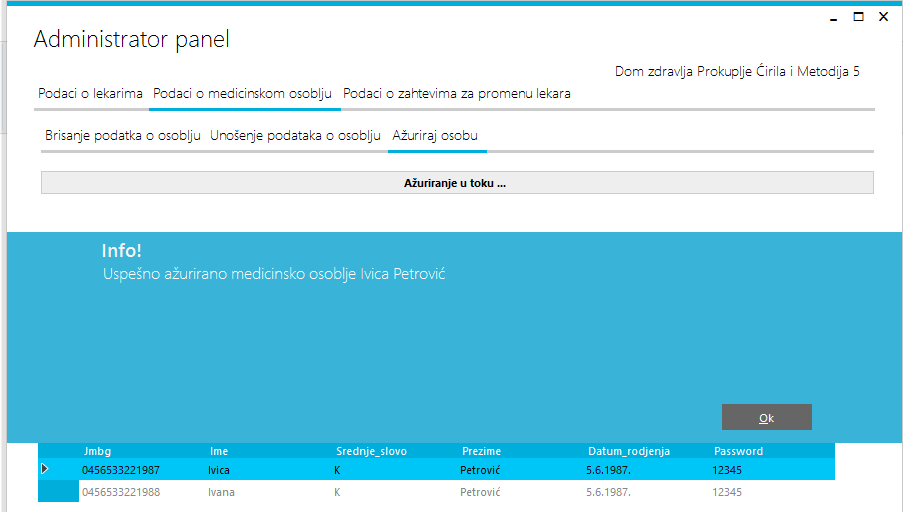 Administrator panel
Dom zdravlja Prokuplje Ćirila i Metodija 5
Podaci o lekarima Podaci o medicinskom osoblju Podaci o zahtevima za promenu lekara
Brisanje podatka o osoblju Unošenje podataka o osoblju Ažuriraj osobu
Ažuriranje u toku ...
Info!
Uspešno ažurirano medicinsko osoblje Ivica Petrović
Ok
Jmbg Ime Srednje_slovo Prezime Datum_rodjenja Password
0456533221987 Ivica K Petrović 5.6.1987. 12345
0456533221988 Ivana K Petrović 5.6.1987. 12345